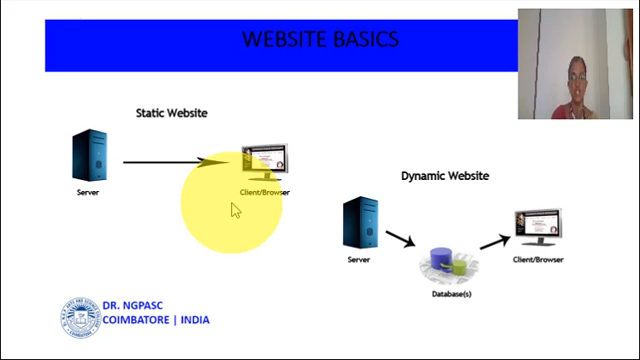 WEBSITE BASICS
Static Website
Server
Client/Browser
Dynamic Website
Server
Client/Browser
Database(s)
DR. NGPASC
COIMBATORE | INDIA